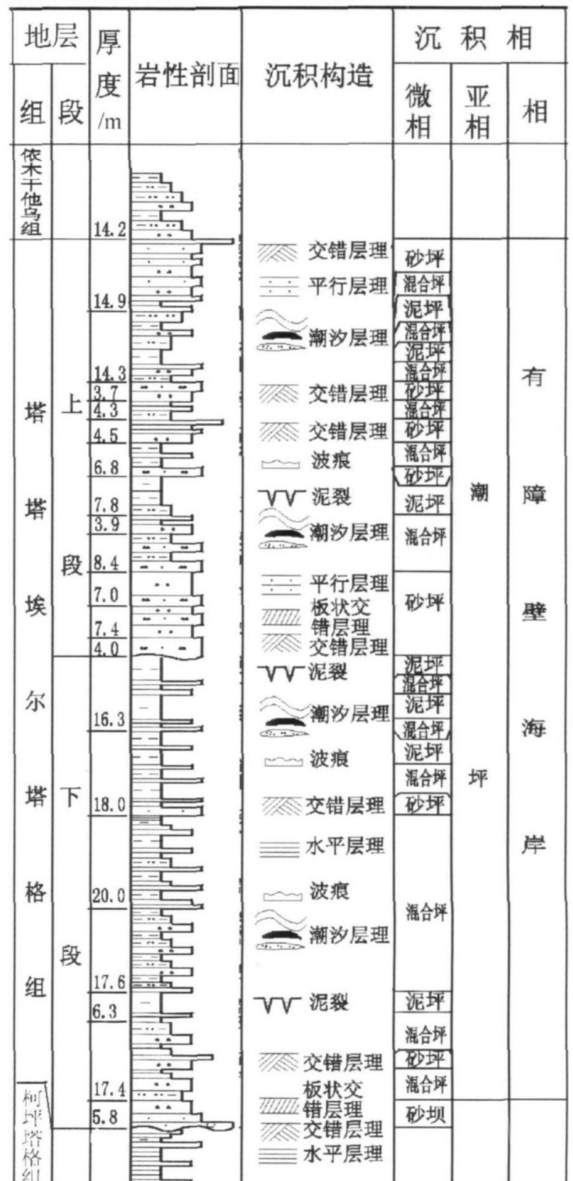 地层 厚度/m 岩性剖面 沉积构造 沉积相
组 段 微相 亚相 相
依木干他乌组
塔塔埃尔塔格组
柯坪塔格组
上段
下段
14.2
14.9
14.3
3.7
4.3
4.5
6.8
7.8
3.9
8.4
7.0
7.4
4.0
16.3
18.0
20.0
17.6
6.3
17.4
5.8
交错层理
平行层理
潮汐层理
交错层理
交错层理
波痕
泥裂
潮汐层理
平行层理
板状交
错层理
交错层理
泥裂
潮汐层理
波痕
交错层理
水平层理
波痕
潮汐层理
泥裂
交错层理
板状交
错层理
交错层理
水平层理
砂坪
混合坪
泥坪
混合坪
泥坪
混合坪
砂坪
混合坪
砂坪
混合坪
砂坪
泥坪
混合坪
砂坪
泥坪
混合坪
泥坪
混合坪
泥坪
混合坪
砂坪
混合坪
泥坪
混合坪
砂坪
混合坪
砂坝
潮坪
有障壁海岸